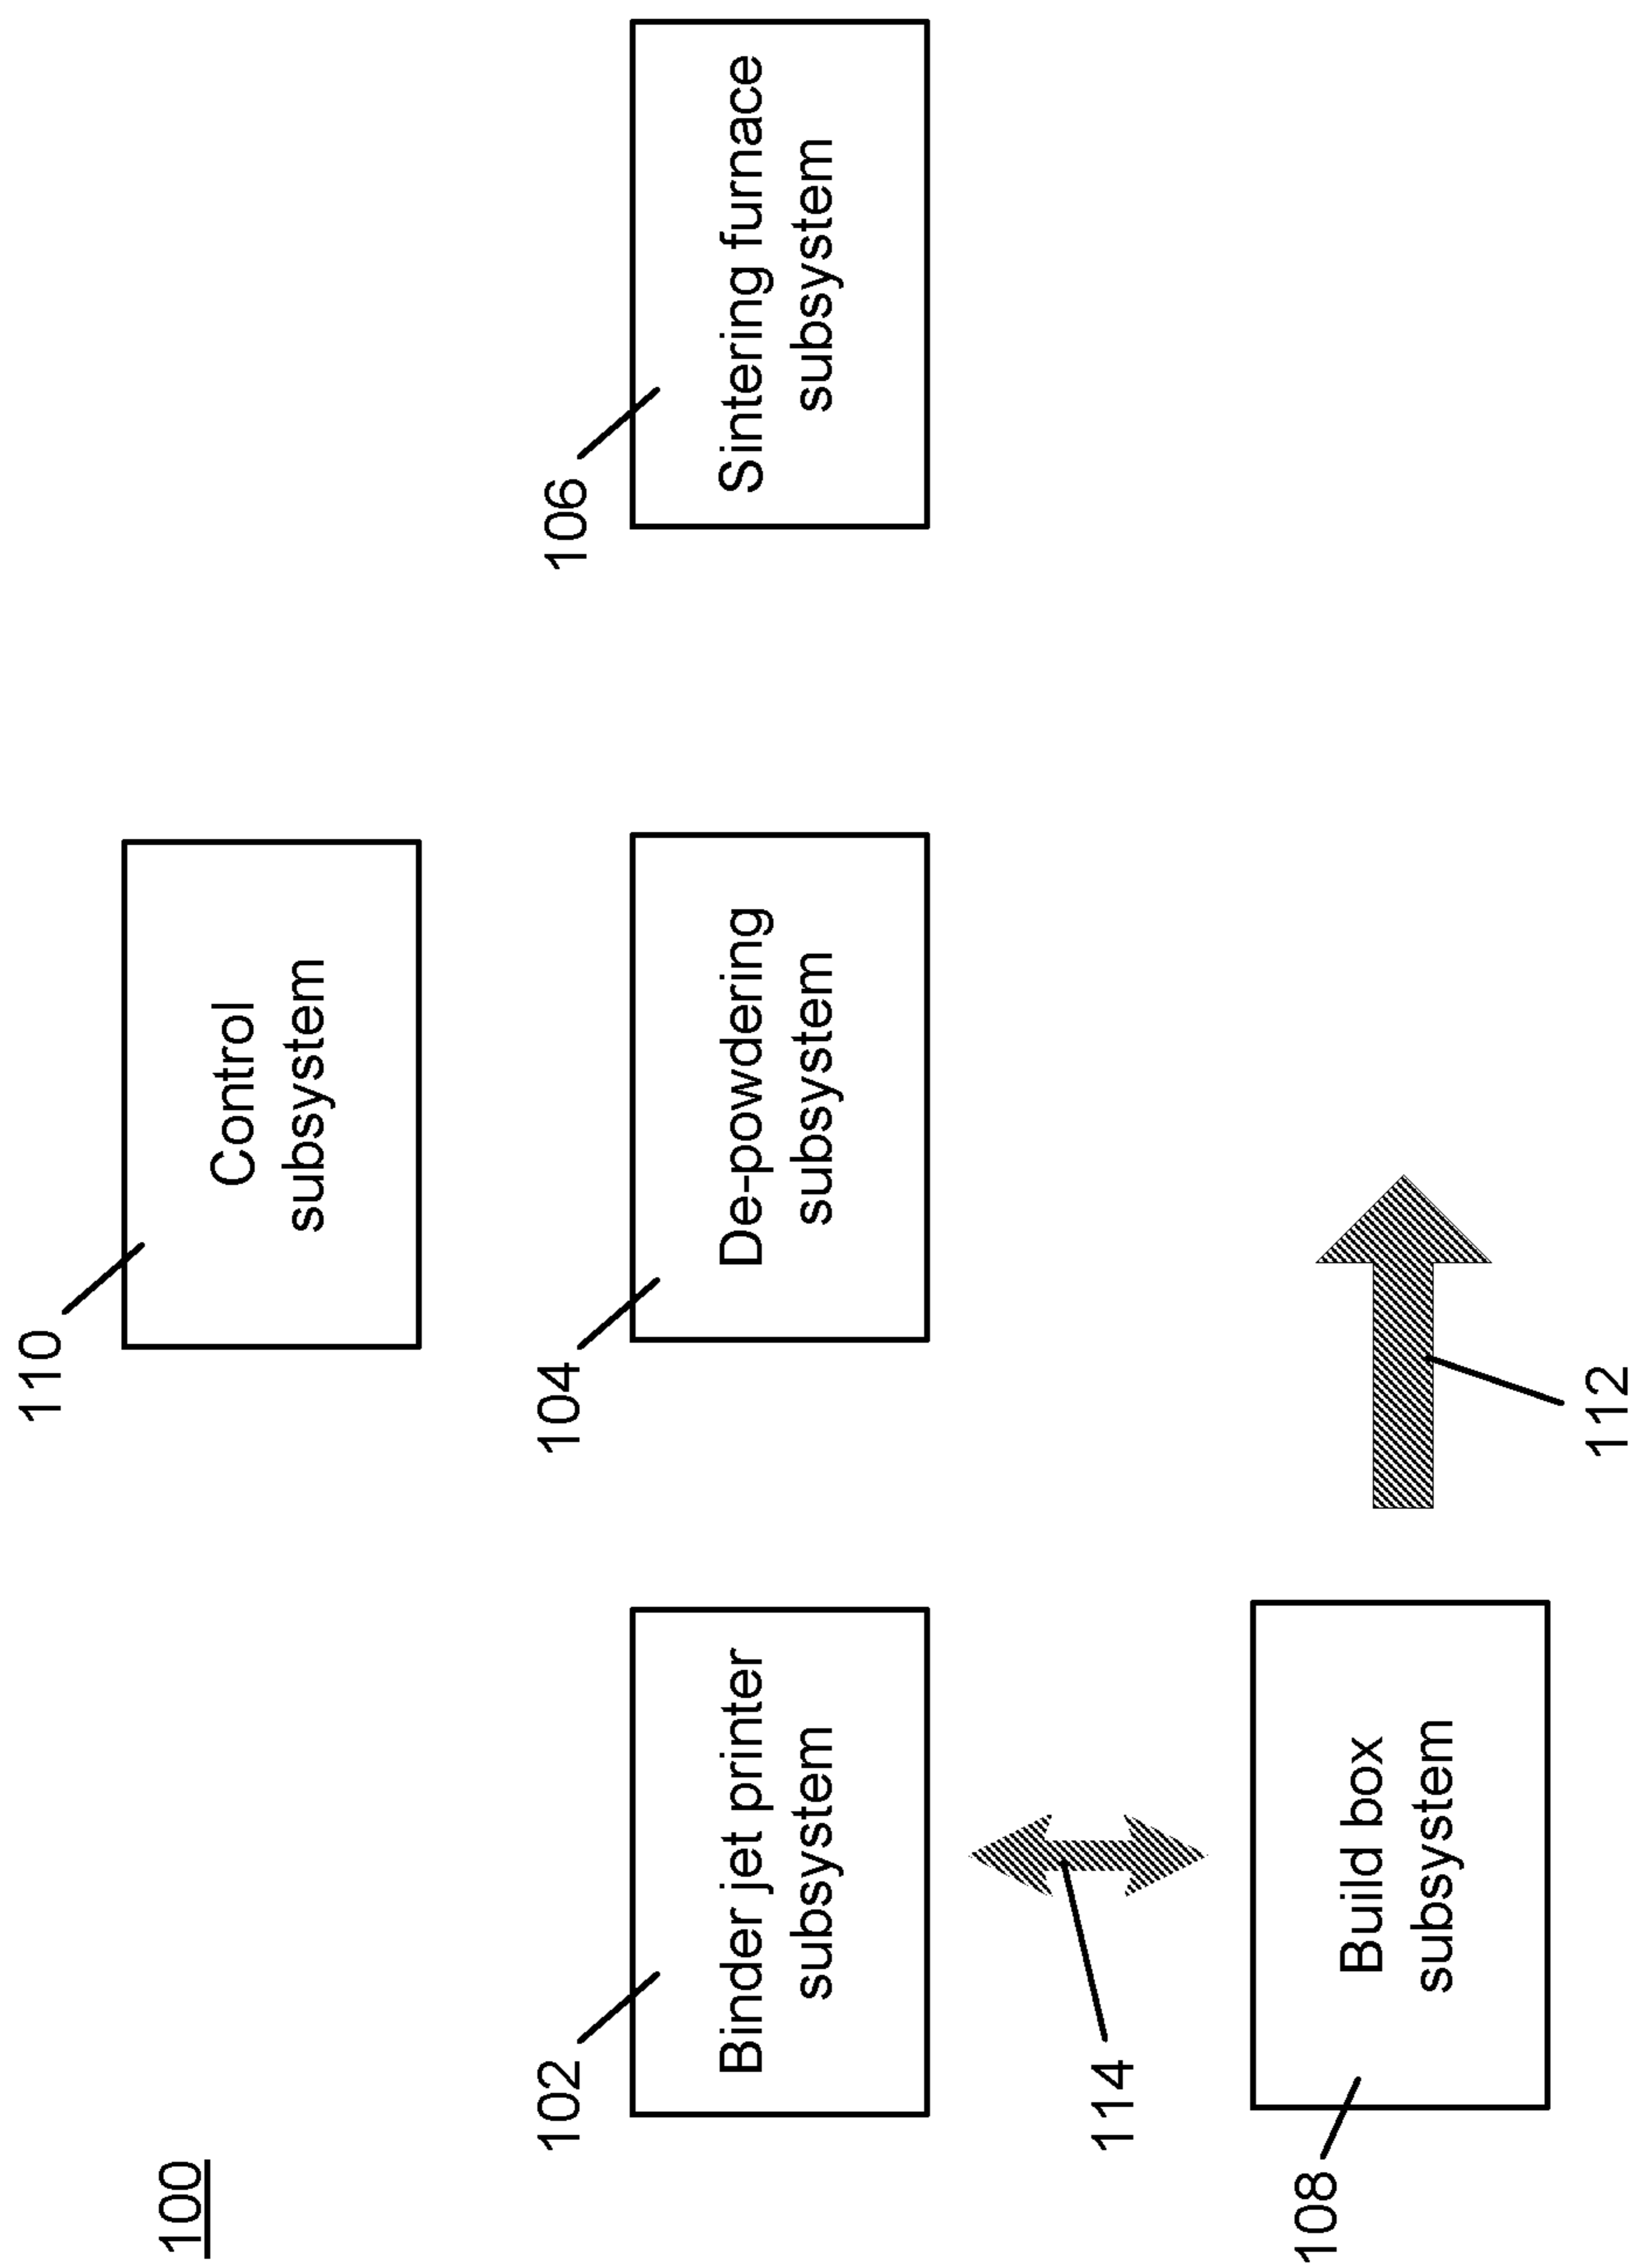 100
110
Control
subsystem
102
Binder jet printer
subsystem
104
De-powdering
subsystem
106
Sintering furnace
subsystem
114
108
Build box
subsystem
112